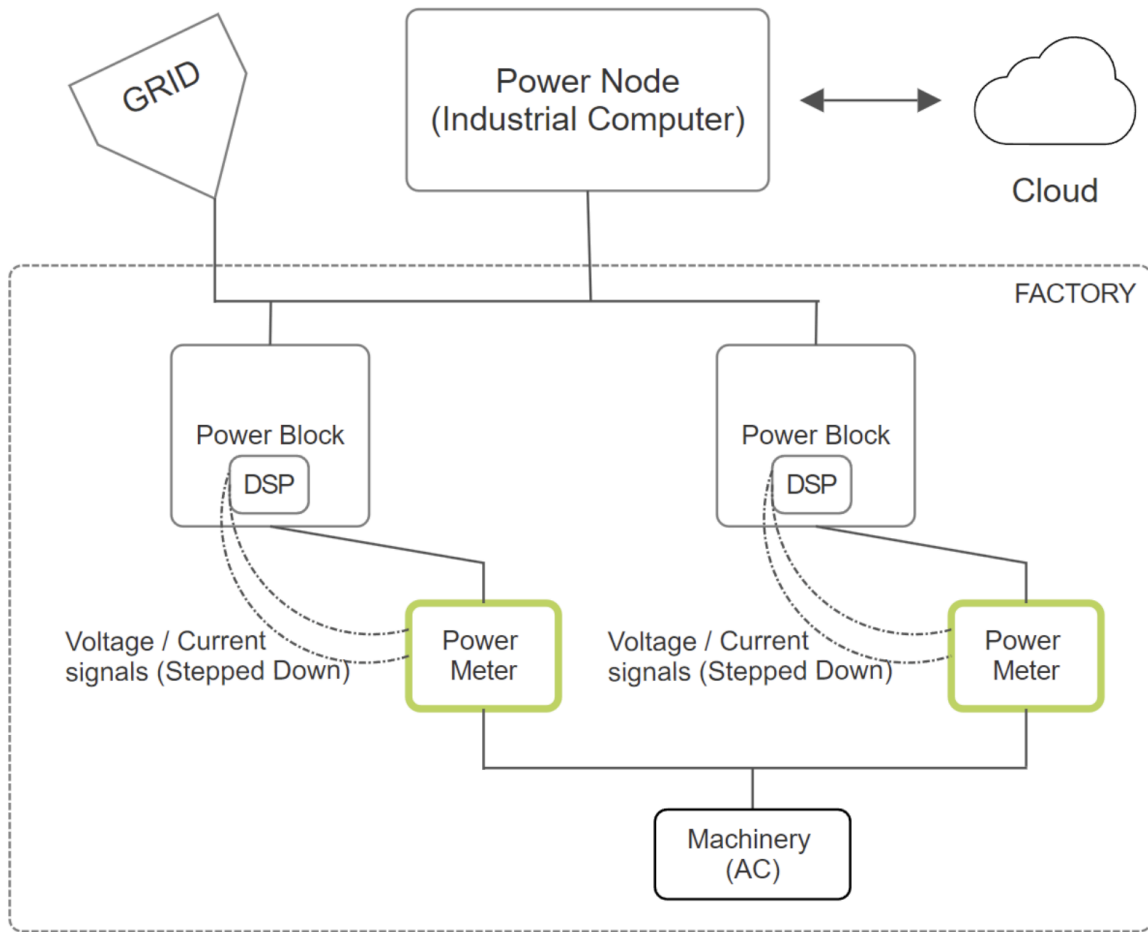 GRID
Power Node
(Industrial Computer)
Cloud
FACTORY
Power Block
DSP
Power Block
DSP
Voltage / Current
signals (Stepped Down)
Power
Meter
Voltage / Current
signals (Stepped Down)
Power
Meter
Machinery
(AC)